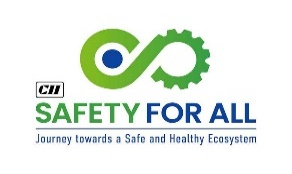 CII
SAFETY FOR ALL
Journey towards a Safe and Healthy Ecosystem